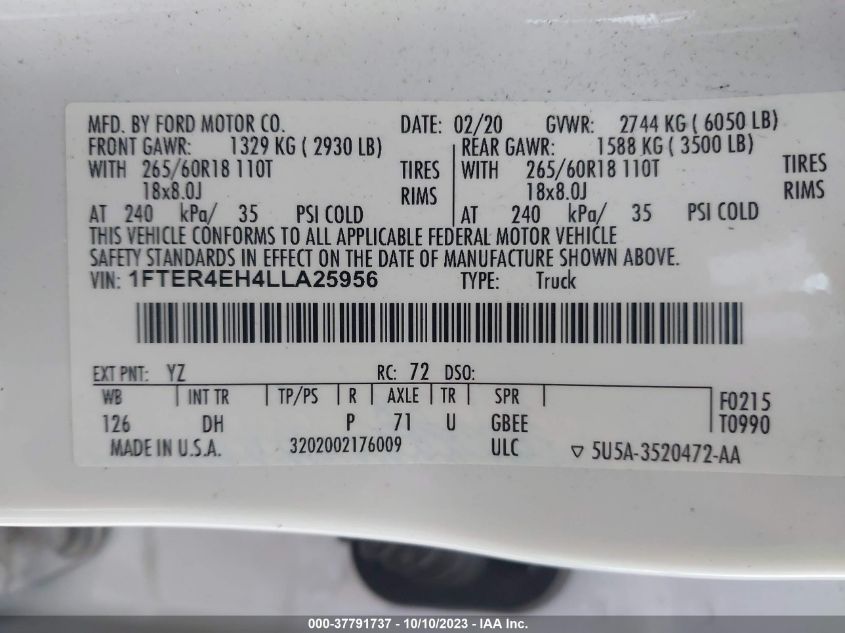 MFD. BY FORD MOTOR CO. DATE: 02/20 GVWR: 2744 KG ( 6050 LB)
FRONT GAWR: 1329 KG ( 2930 LB) REAR GAWR: 1588 KG ( 3500 LB)
WITH 265/60R18 110T TIRES WITH 265/60R18 110T TIRES
18x8.0J RIMS 18x8.0J RIMS
AT 240 kPa/ 35 PSI COLD AT 240 kPa/ 35 PSI COLD
THIS VEHICLE CONFORMS TO ALL APPLICABLE FEDERAL MOTOR VEHICLE
SAFETY STANDARDS IN EFFECT ON THE DATE OF MANUFACTURE SHOWN ABOVE.
VIN: 1FTER4EH4LLA25956 TYPE: Truck
EXT PNT: YZ RC: 72 DSO:
WB INT TR TP/PS R AXLE TR SPR F0215
126 DH P 71 U GBEE T0990
MADE IN U.S.A. 3202002176009 ULC ▽ 5U5A-3520472-AA
000-37791737 - 10/10/2023 - IAA Inc.